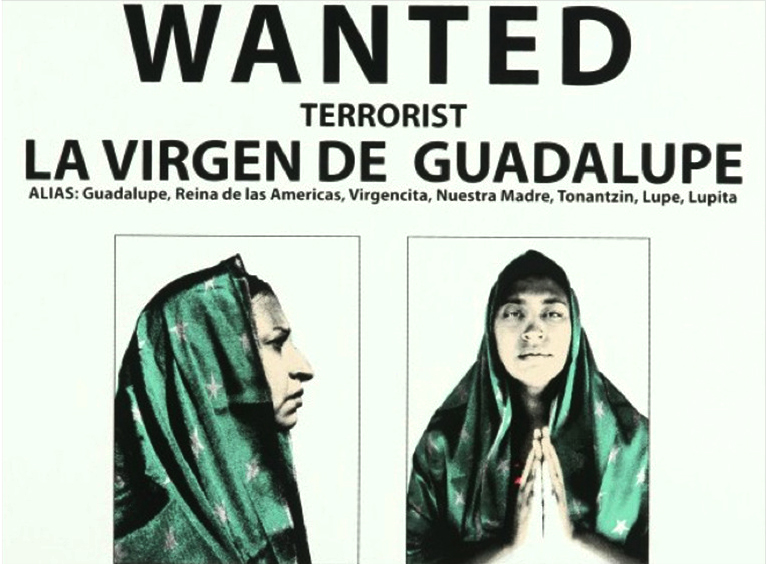 WANTED
TERRORIST
LA VIRGEN DE GUADALUPE
ALIAS: Guadalupe, Reina de las Americas, Virgencita, Nuestra Madre, Tonantzin, Lupe, Lupita